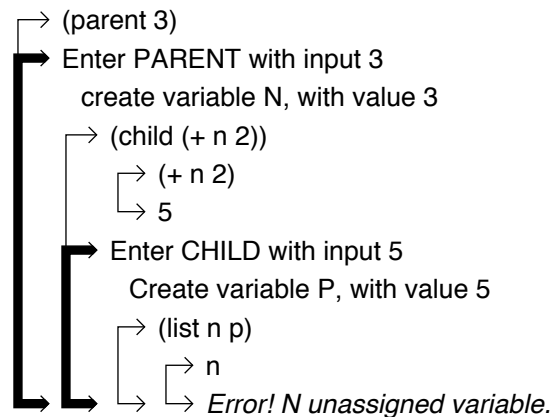 (parent 3)
Enter PARENT with input 3
create variable N, with value 3
(child (+ n 2))
(+ n 2)
5
Enter CHILD with input 5
Create variable P, with value 5
(list n p)
n
Error! N unassigned variable.